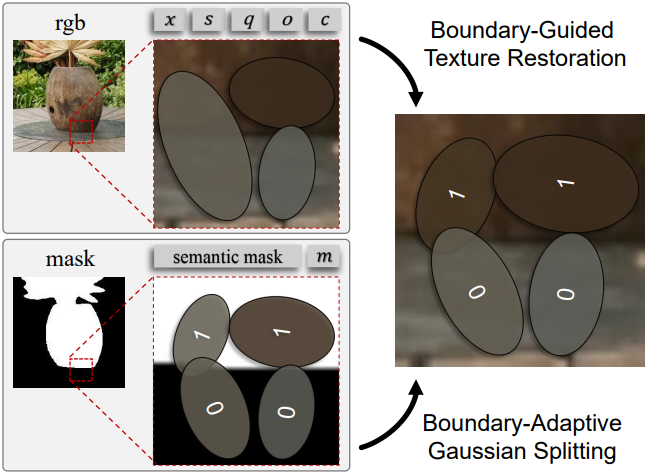 rgb
x s q o c
mask
semantic mask m
1 1
0 0
Boundary-Guided
Texture Restoration
1 1
0 0
Boundary-Adaptive
Gaussian Splitting